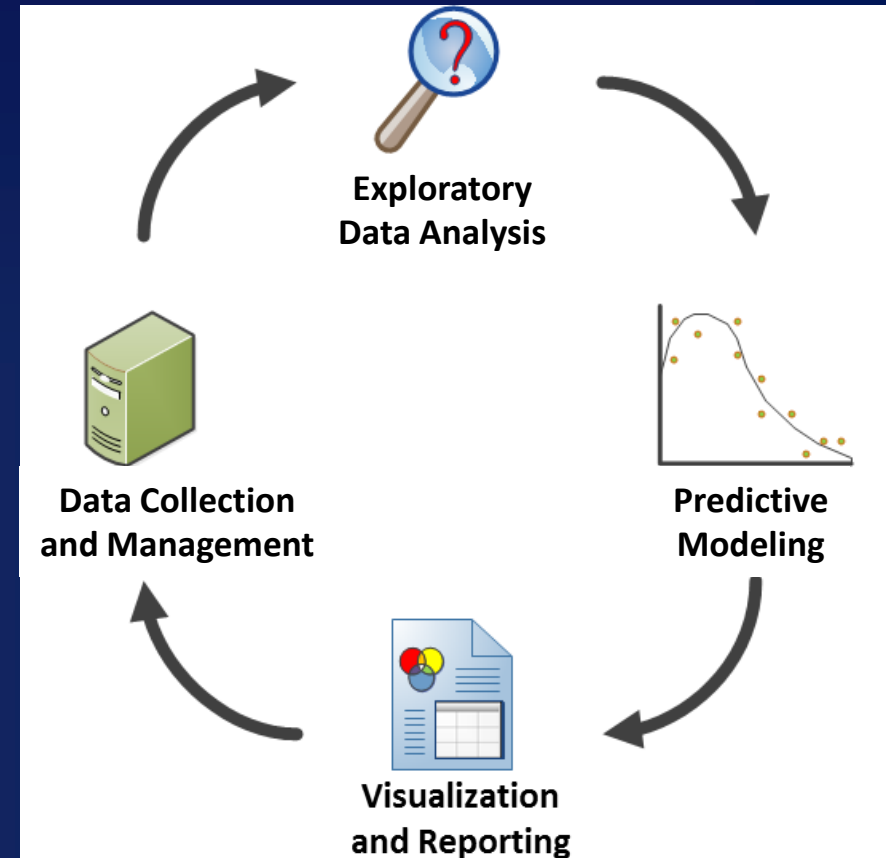 ?
Exploratory
Data Analysis
Data Collection
and Management
Predictive
Modeling
Visualization
and Reporting